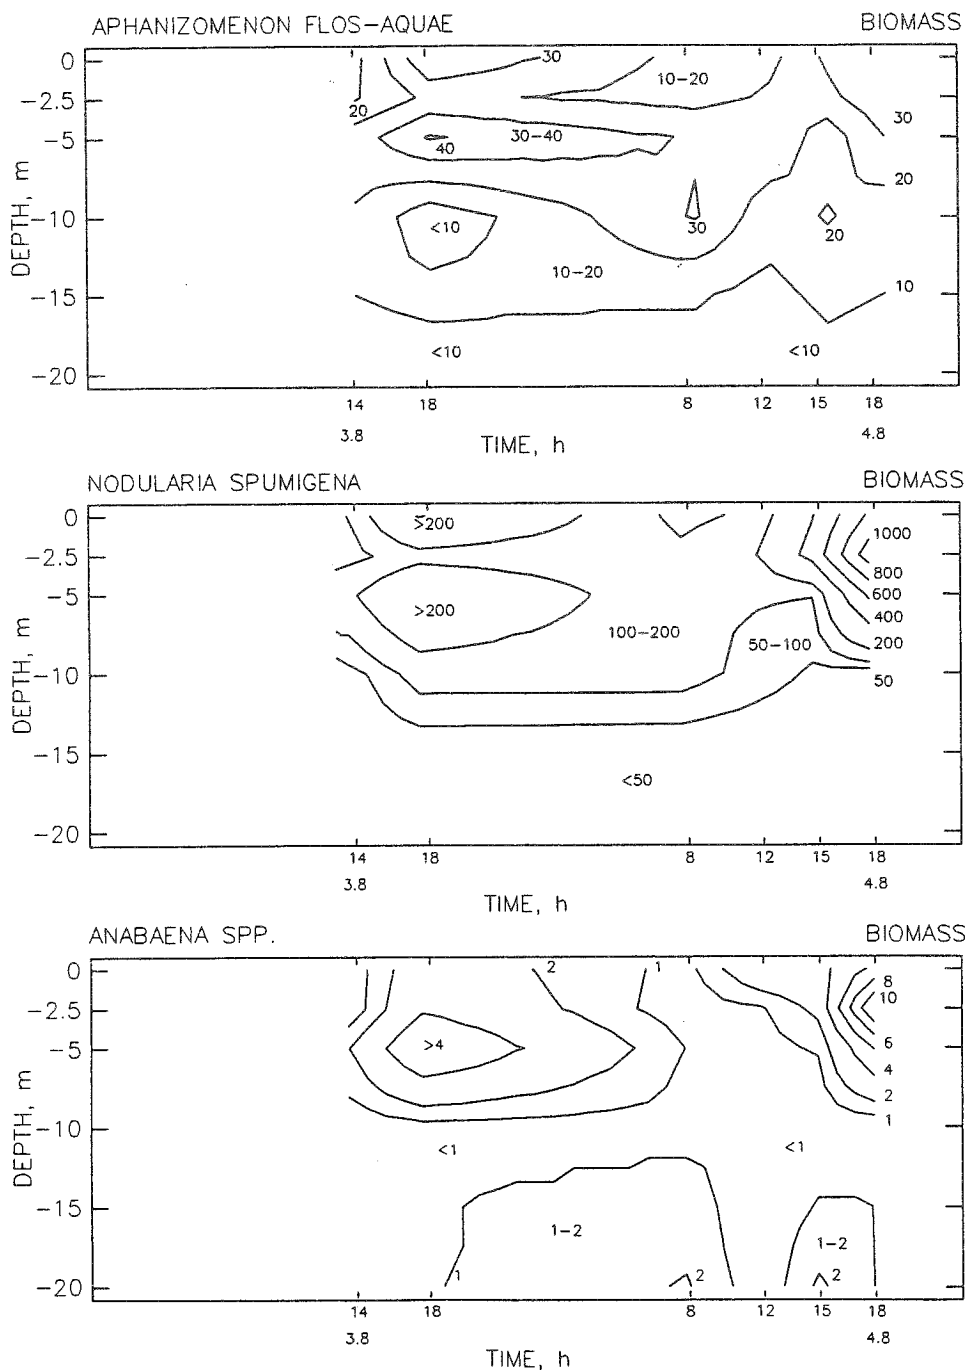 APHANIZOMENON FLOS-AQUAE BIOMASS
0 30
10-20
-2.5
20 30
30-40
-5
40
20
DEPTH, m
-10 <10 30 20
10-20
10
-15
<10 <10
-20
14 18 8 12 15 18
3.8 4.8
TIME, h
NODULARIA SPUMIGENA BIOMASS
0 >200
1000
-2.5
800
600
-5 >200
400
100-200
200
50-100
50
DEPTH, m
-10
-15
<50
-20
14 18 8 12 15 18
3.8 4.8
TIME, h
ANABAENA SPP. BIOMASS
0 2 1
8
10
-2.5
6
-5 >4
4
2
1
DEPTH, m
-10
<1 <1
-15
1-2 1-2
-20 1 2 2
14 18 8 12 15 18
3.8 4.8
TIME, h